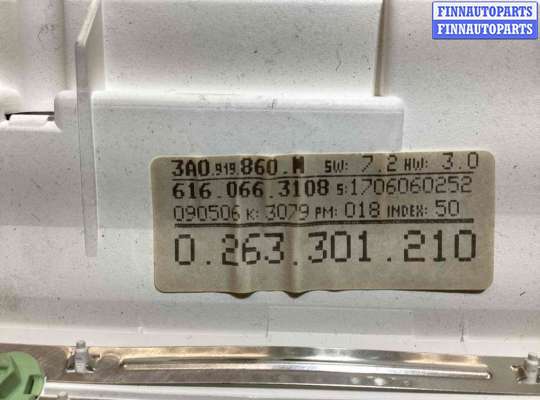 FINNAUTOPARTS
FINNAUTOPARTS
3A0.919.860.M SW: 7.2 HW: 3.0
616.066.3108 S:1706060252
090506 K: 3079 PM: 018 INDEX: 50
0.263.301.210